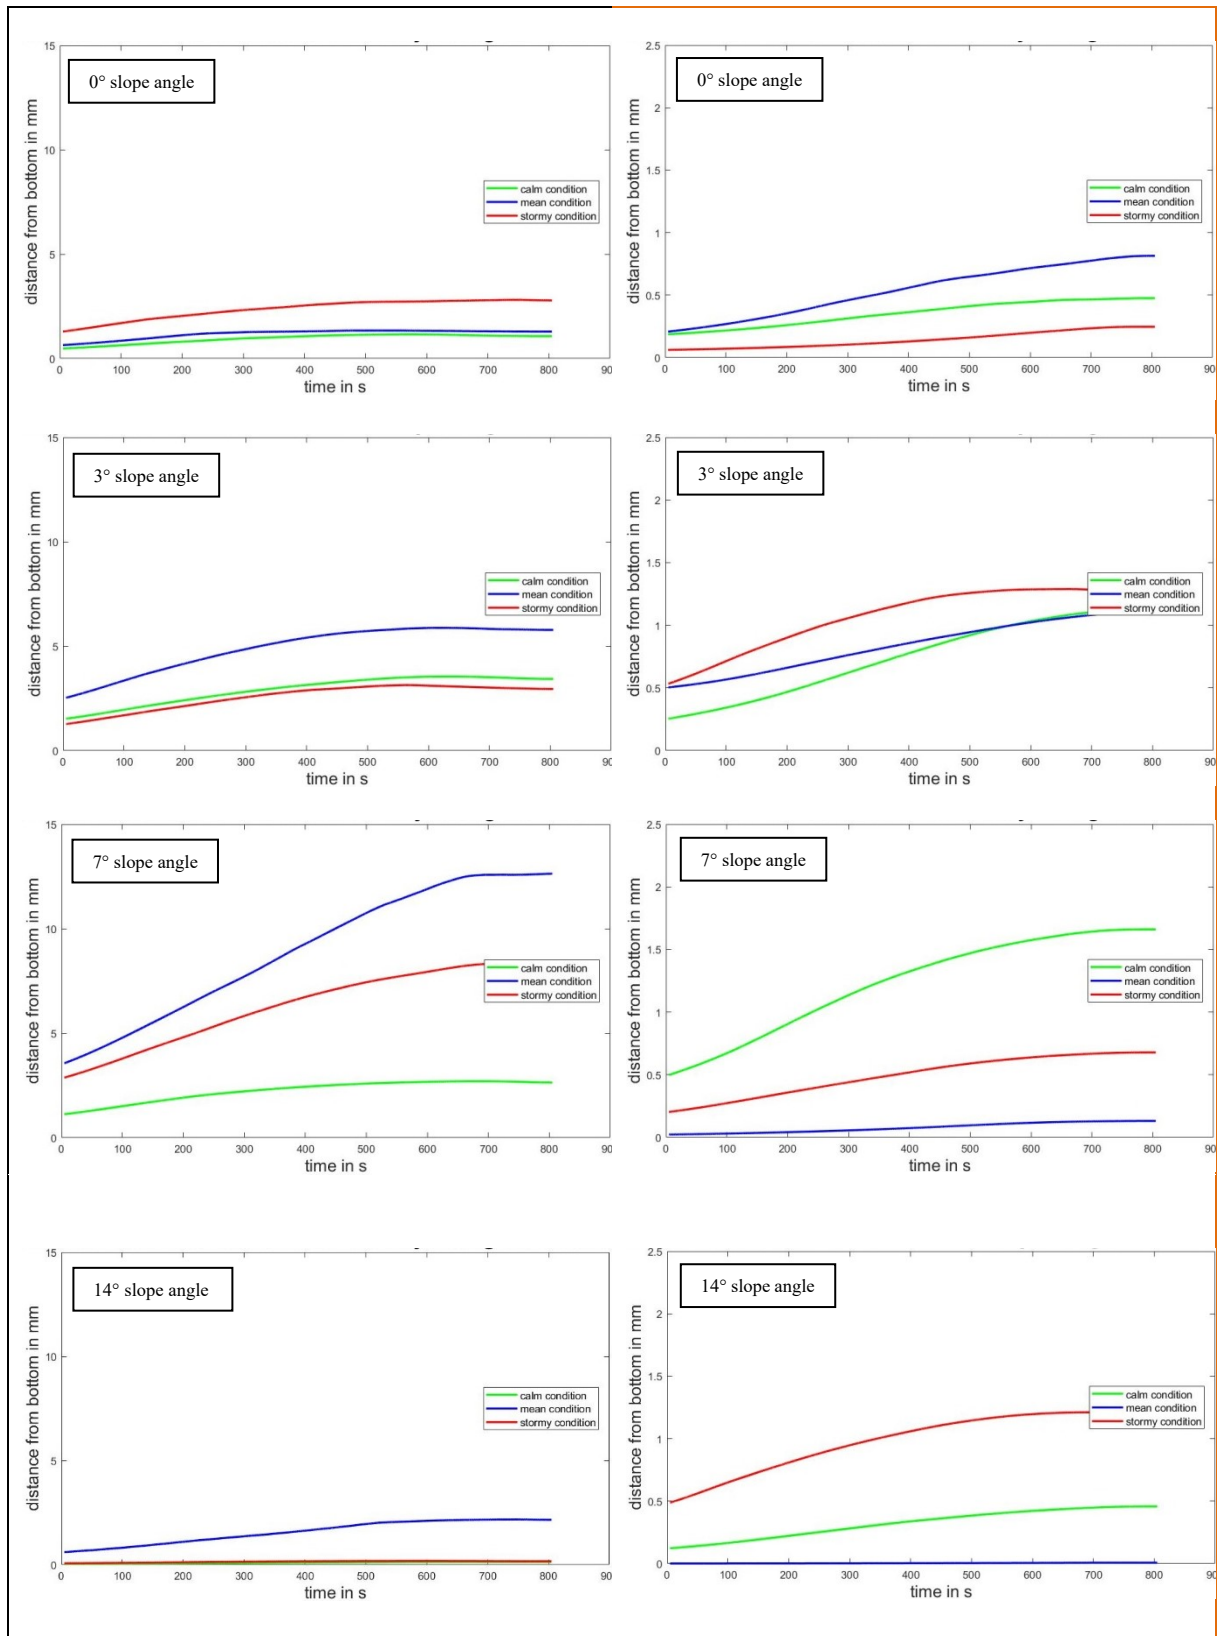 0° slope angle
distance from bottom in mm
15
10
5
0
calm condition
mean condition
stormy condition
0 100 200 300 400 500 600 700 800 90
time in s
0° slope angle
distance from bottom in mm
2.5
2
1.5
1
0.5
0
calm condition
mean condition
stormy condition
0 100 200 300 400 500 600 700 800 90
time in s
3° slope angle
distance from bottom in mm
15
10
5
0
calm condition
mean condition
stormy condition
0 100 200 300 400 500 600 700 800 90
time in s
3° slope angle
distance from bottom in mm
2.5
2
1.5
1
0.5
0
calm condition
mean condition
stormy condition
0 100 200 300 400 500 600 700 800 90
time in s
7° slope angle
distance from bottom in mm
15
10
5
0
calm condition
mean condition
stormy condition
0 100 200 300 400 500 600 700 800 90
time in s
7° slope angle
distance from bottom in mm
2.5
2
1.5
1
0.5
0
calm condition
mean condition
stormy condition
0 100 200 300 400 500 600 700 800 90
time in s
14° slope angle
distance from bottom in mm
15
10
5
0
calm condition
mean condition
stormy condition
0 100 200 300 400 500 600 700 800 90
time in s
14° slope angle
distance from bottom in mm
2.5
2
1.5
1
0.5
0
calm condition
mean condition
stormy condition
0 100 200 300 400 500 600 700 800 90
time in s